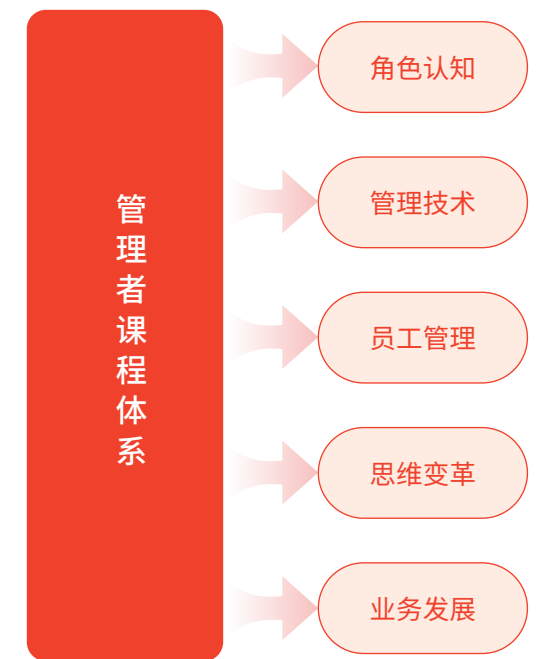 管理者课程体系
角色认知
管理技术
员工管理
思维变革
业务发展